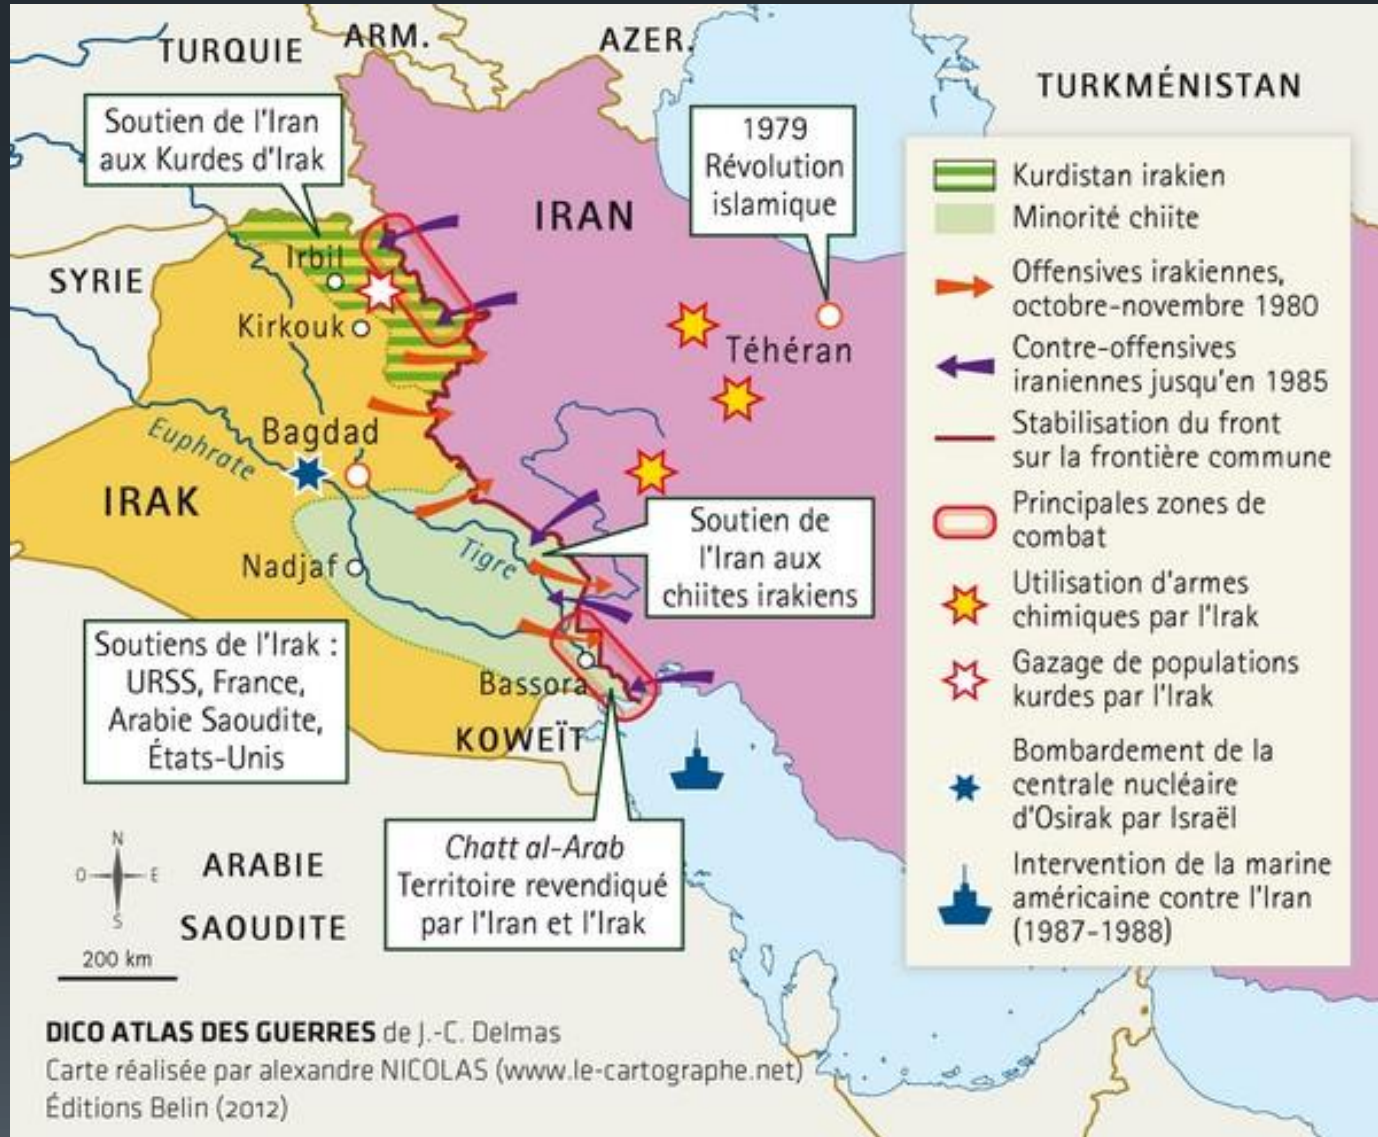 TURQUIE
ARM.
AZER.
TURKMÉNISTAN
Soutien de l'Iran
aux Kurdes d'Irak
1979
Révolution
islamique
IRAN
SYRIE
Irbil
Kirkouk
Téhéran
Bagdad
Euphrate
IRAK
Nadjaf
Tigre
Soutien de
l'Iran aux
chiites irakiens
Soutiens de l'Irak :
URSS, France,
Arabie Saoudite,
États-Unis
Bassora
KOWEÏT
Chatt al-Arab
Territoire revendiqué
par l'Iran et l'Irak
N
O
E
S
200 km
ARABIE
SAOUDITE
Kurdistan irakien
Minorité chiite
Offensives irakiennes,
octobre-novembre 1980
Contre-offensives
iraniennes jusqu'en 1985
Stabilisation du front
sur la frontière commune
Principales zones de
combat
Utilisation d'armes
chimiques par l'Irak
Gazage de populations
kurdes par l'Irak
Bombardement de la
centrale nucléaire
d'Osirak par Israël
Intervention de la marine
américaine contre l'Iran
(1987-1988)
DICO ATLAS DES GUERRES de J.-C. Delmas
Carte réalisée par alexandre NICOLAS (www.le-cartographe.net)
Éditions Belin (2012)